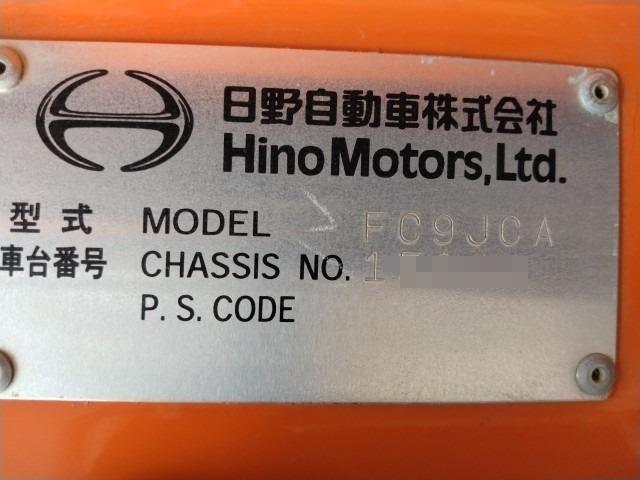 日野自動車株式会社
Hino Motors, Ltd.
型式 MODEL FC9JCA
車台番号 CHASSIS NO. 15
P. S. CODE